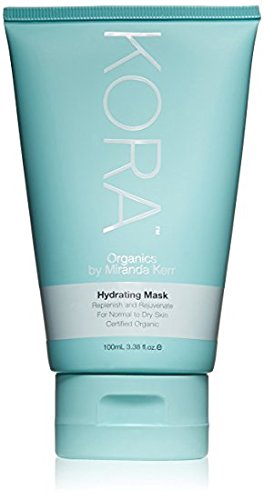 KORA™
Organics
by Miranda Kerr
Hydrating Mask
Replenish and Rejuvenate
For Normal to Dry Skin
Certified Organic
100mL 3.38 fl.oz.e